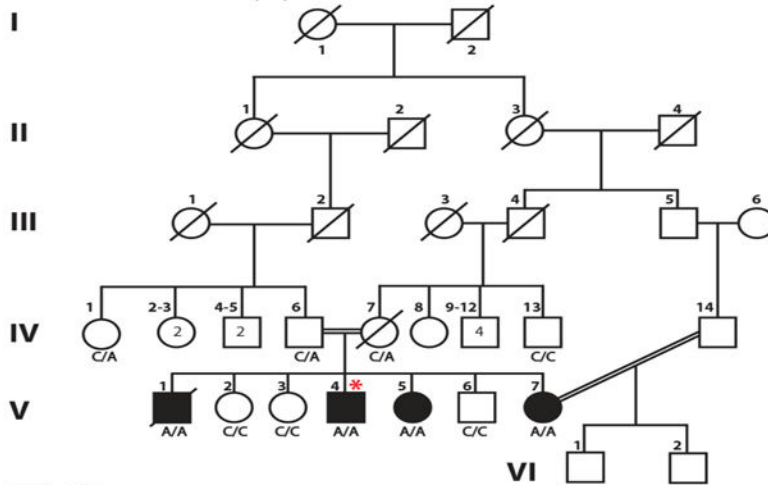 I
1 2
1 2 3 4
II
1 2 3 4 5 6
III
1 2-3 4-5 6 7 8 9-12 13 14
2 2 4
IV
C/A C/A C/A C/C
1 2 3 4 * 5 6 7
V
A/A C/C C/C A/A A/A C/C A/A
1 2
VI